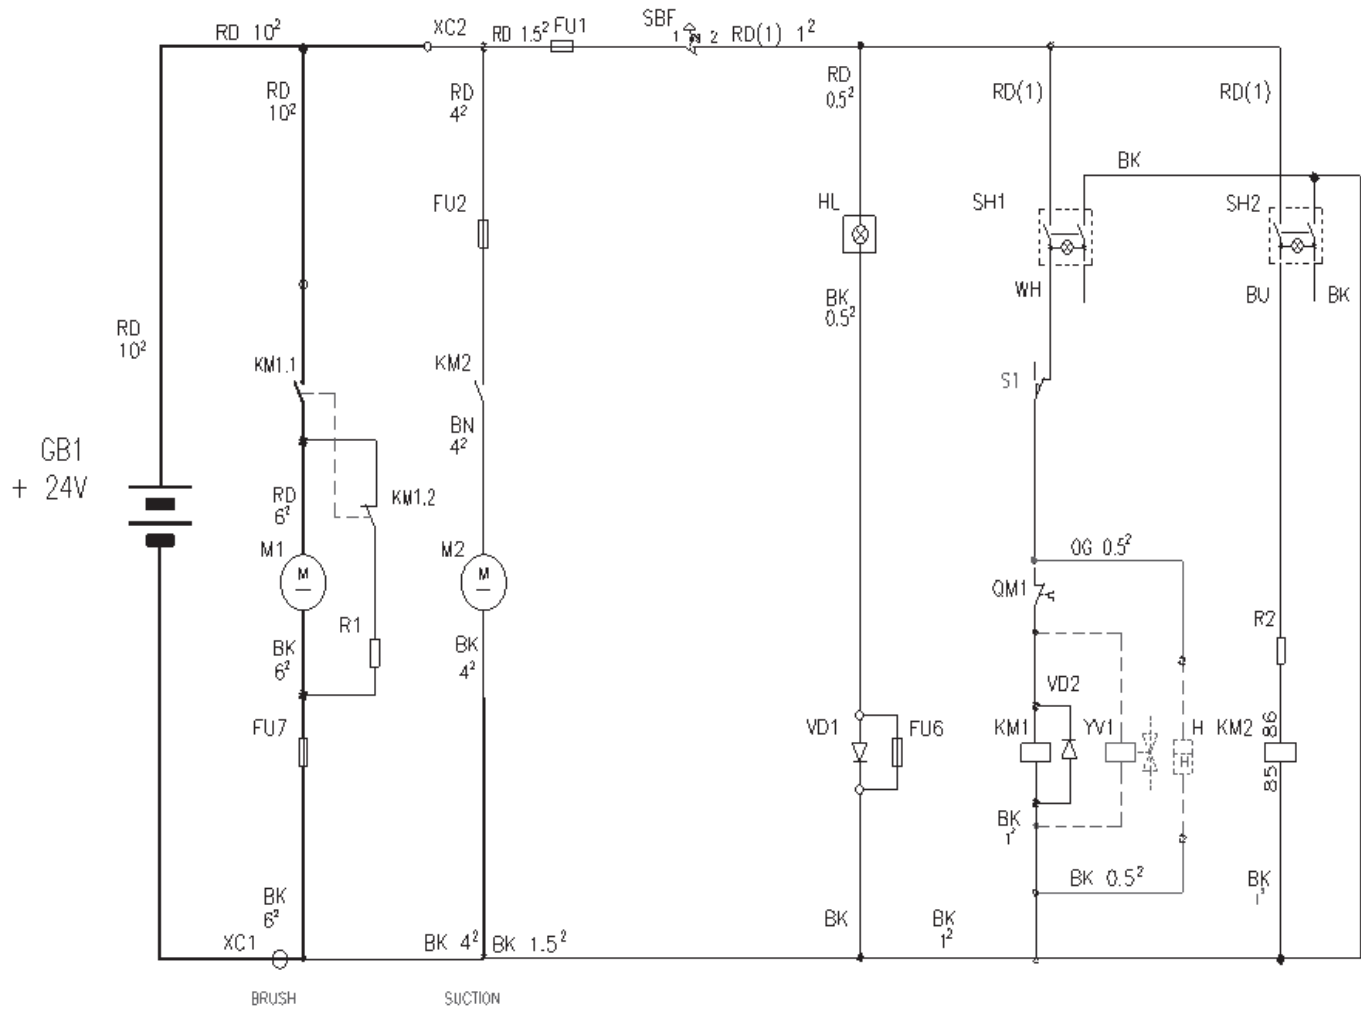 RD 10²
XC2
RD 1.5²
FU1
SBF
1 2
RD(1) 1²
RD
10²
RD
4²
RD
0.5²
RD(1)
RD(1)
BK
FU2
HL
SH1
SH2
BK
0.5²
WH
BU
BK
RD
10²
KM1.1
KM2
S1
BN
4²
GB1
+ 24V
RD
6²
KM1.2
M1
M
M2
M
OG 0.5²
QM1
R1
R2
BK
6²
BK
4²
VD2
FU7
VD1
FU6
KM1
YV1
H
H
KM2
86
85
BK
1²
BK 0.5²
BK
1²
BK
6²
XC1
BK 4²
BK 1.5²
BK
BK
1²
BRUSH
SUCTION